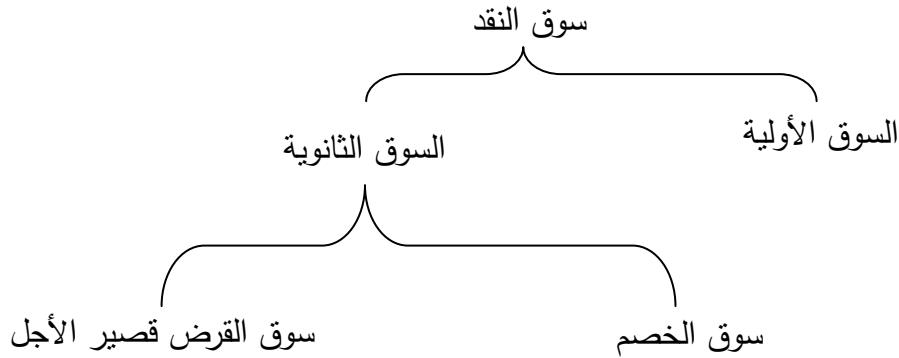 سوق النقد
السوق الأولية
السوق الثانوية
سوق الخصم
سوق القرض قصير الأجل